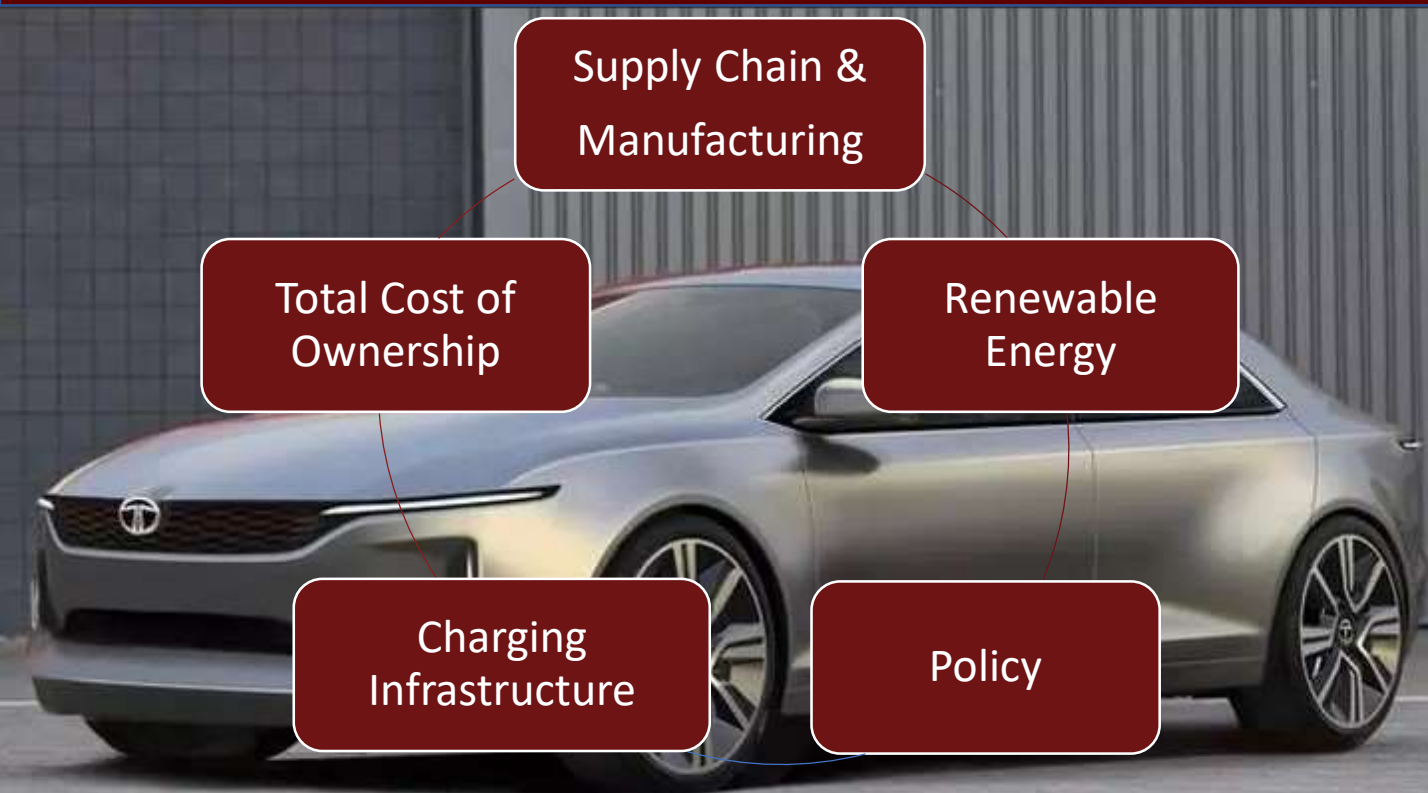 Supply Chain &
Manufacturing
Total Cost of
Ownership
Renewable
Energy
Charging
Infrastructure
Policy